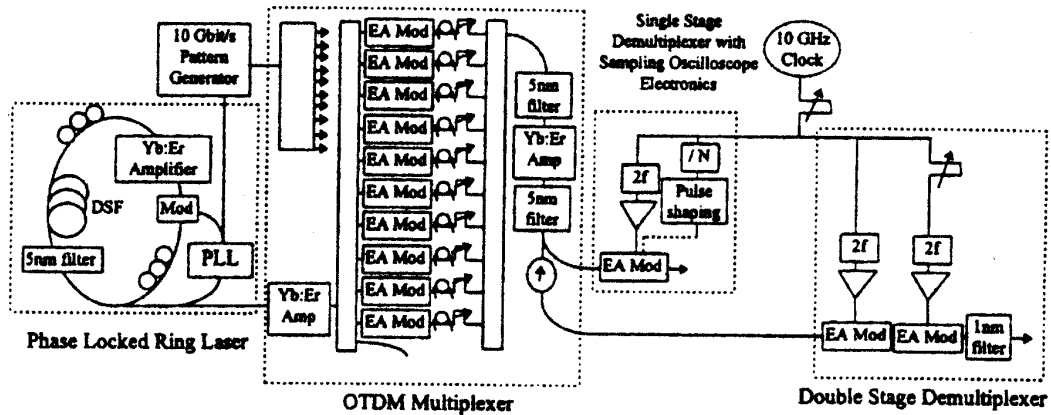 10 Gbit/s
Pattern
Generator
Yb:Er
Amplifier
DSF
Mod
5nm filter
PLL
Phase Locked Ring Laser
Yb:Er
Amp
EA Mod
EA Mod
EA Mod
EA Mod
EA Mod
EA Mod
EA Mod
EA Mod
EA Mod
EA Mod
OTDM Multiplexer
5nm
filter
Yb:Er
Amp
5nm
filter
Single Stage
Demultiplexer with
Sampling Oscilloscope
Electronics
10 GHz
Clock
2f
/ N
Pulse
shaping
EA Mod
2f
2f
EA Mod
EA Mod
1nm
filter
Double Stage Demultiplexer